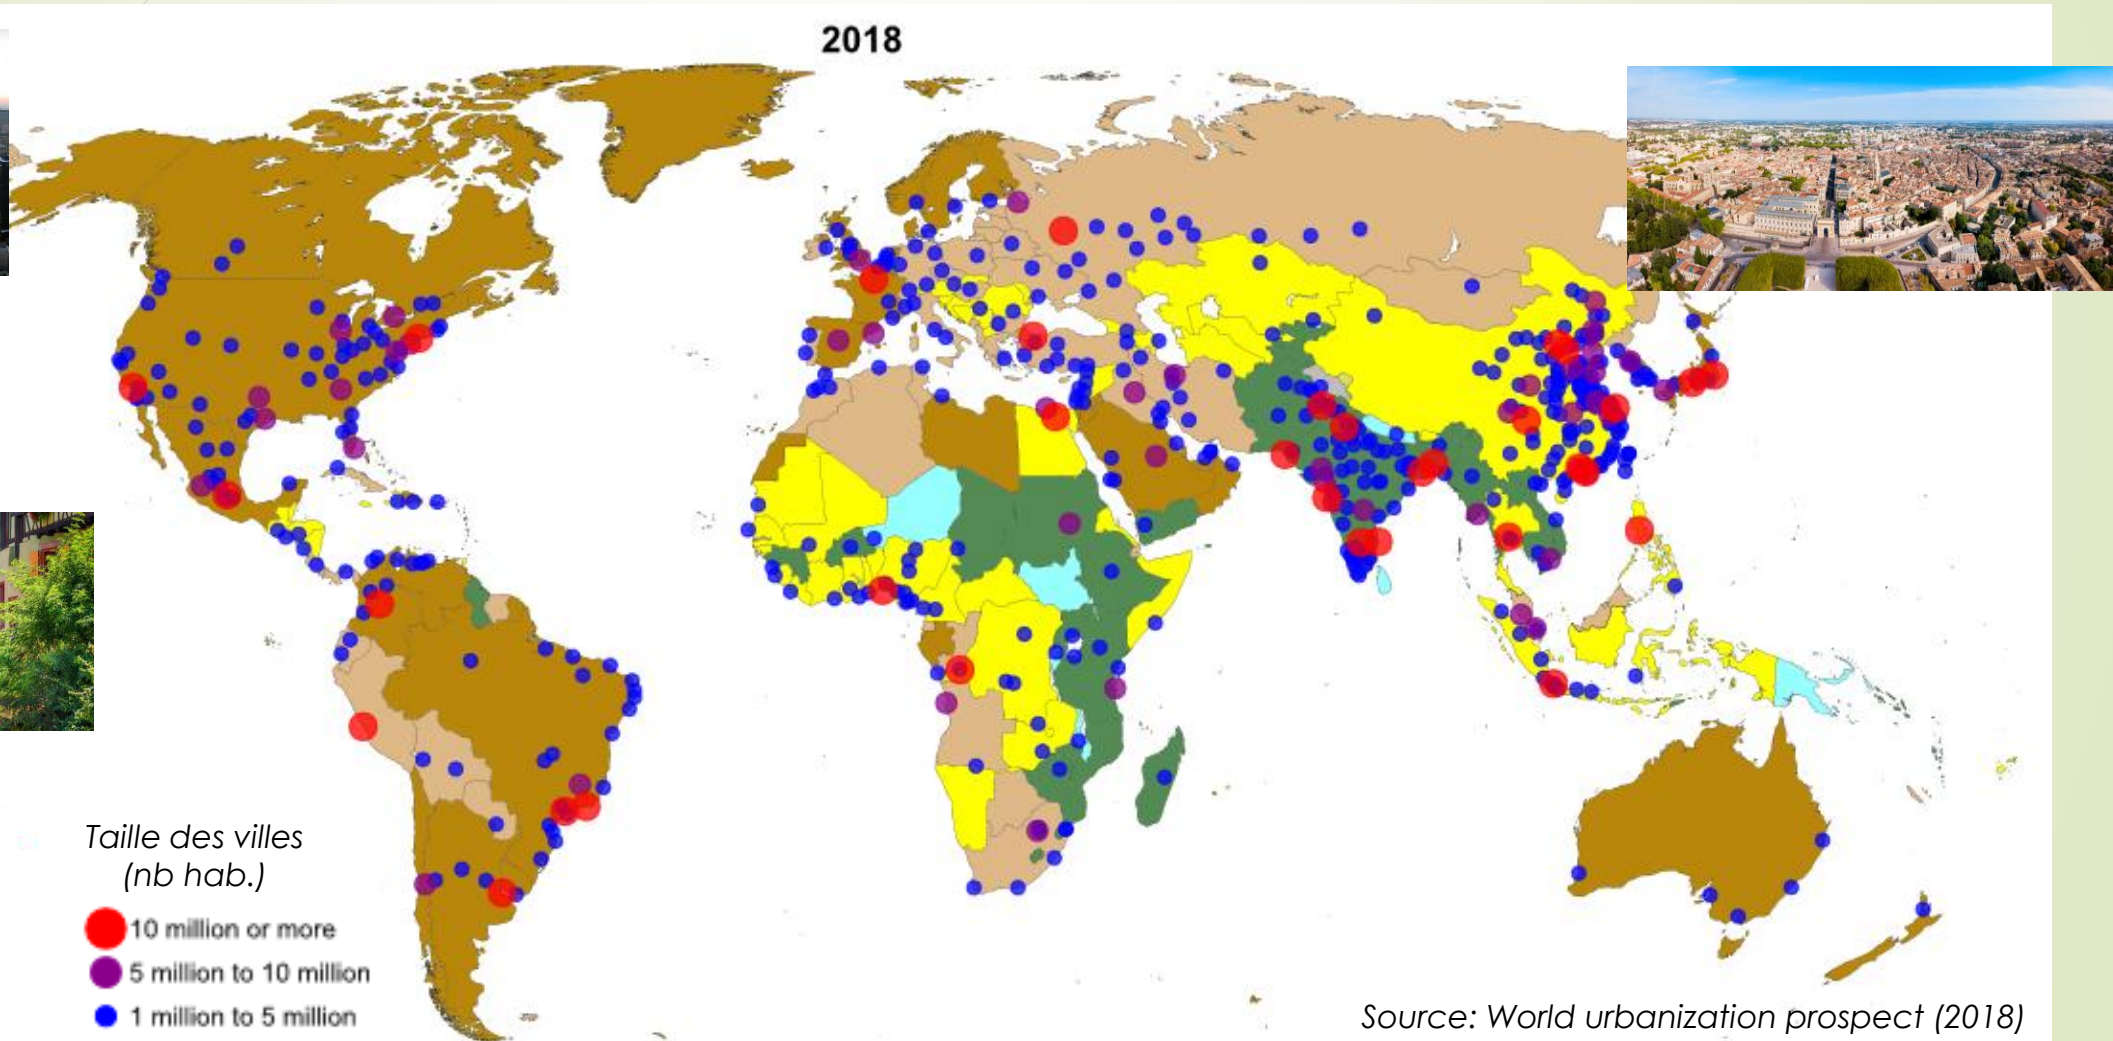 2018
Taille des villes
(nb hab.)
10 million or more
5 million to 10 million
1 million to 5 million
Source: World urbanization prospect (2018)